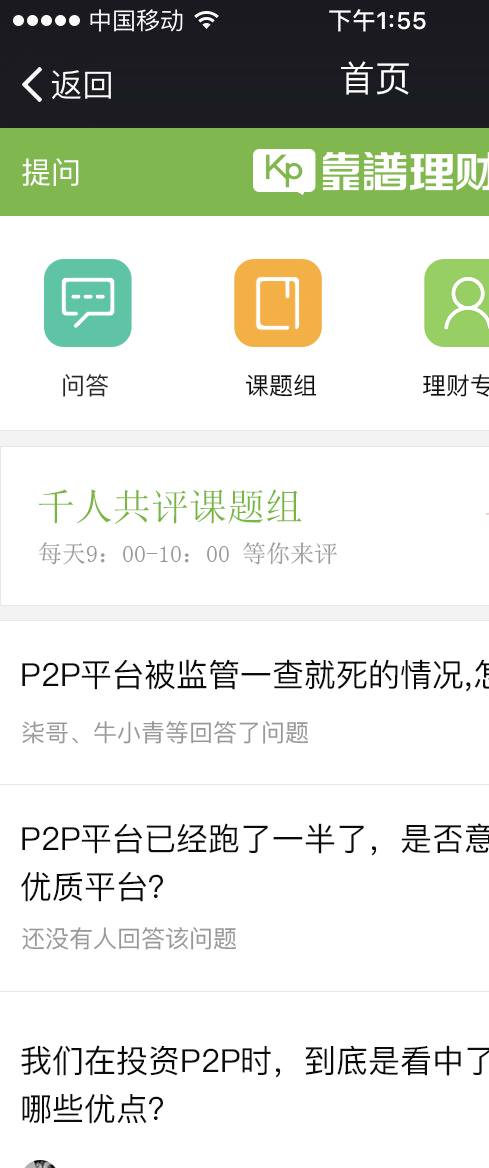 中国移动 下午1:55
返回 首页
提问 Kp 靠譜理财
问答 课题组 理财专
千人共评课题组
每天9：00-10：00 等你来评
P2P平台被监管一查就死的情况,怎
柒哥、牛小青等回答了问题
P2P平台已经跑了一半了，是否意
优质平台?
还没有人回答该问题
我们在投资P2P时，到底是看中了
哪些优点?